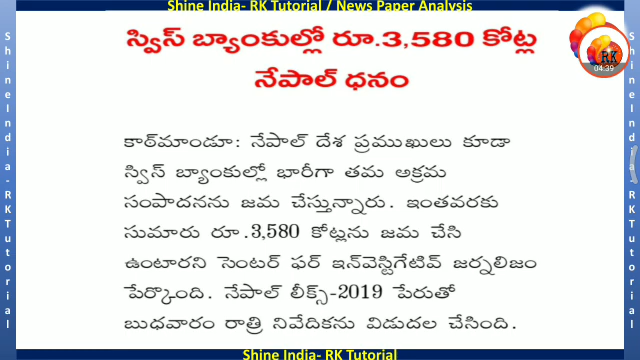 Shine India- RK Tutorial / News Paper Analysis
స్విస్ బ్యాంకుల్లో రూ.3,580 కోట్ల
నేపాల్ ధనం
RK
04:39
కాఠ్‌మాండూ: నేపాల్ దేశ ప్రముఖులు కూడా
స్విస్ బ్యాంకుల్లో భారీగా తమ అక్రమ
సంపాదనను జమ చేస్తున్నారు. ఇంతవరకు
సుమారు రూ.3,580 కోట్లను జమ చేసి
ఉంటారని సెంటర్ ఫర్ ఇన్‌వెస్టిగేటివ్ జర్నలిజం
పేర్కొంది. నేపాల్ లీక్స్-2019 పేరుతో
బుధవారం రాత్రి నివేదికను విడుదల చేసింది.
ShineIndia-RKTutorial
ShineIndia-RKTutorial
Shine India- RK Tutorial